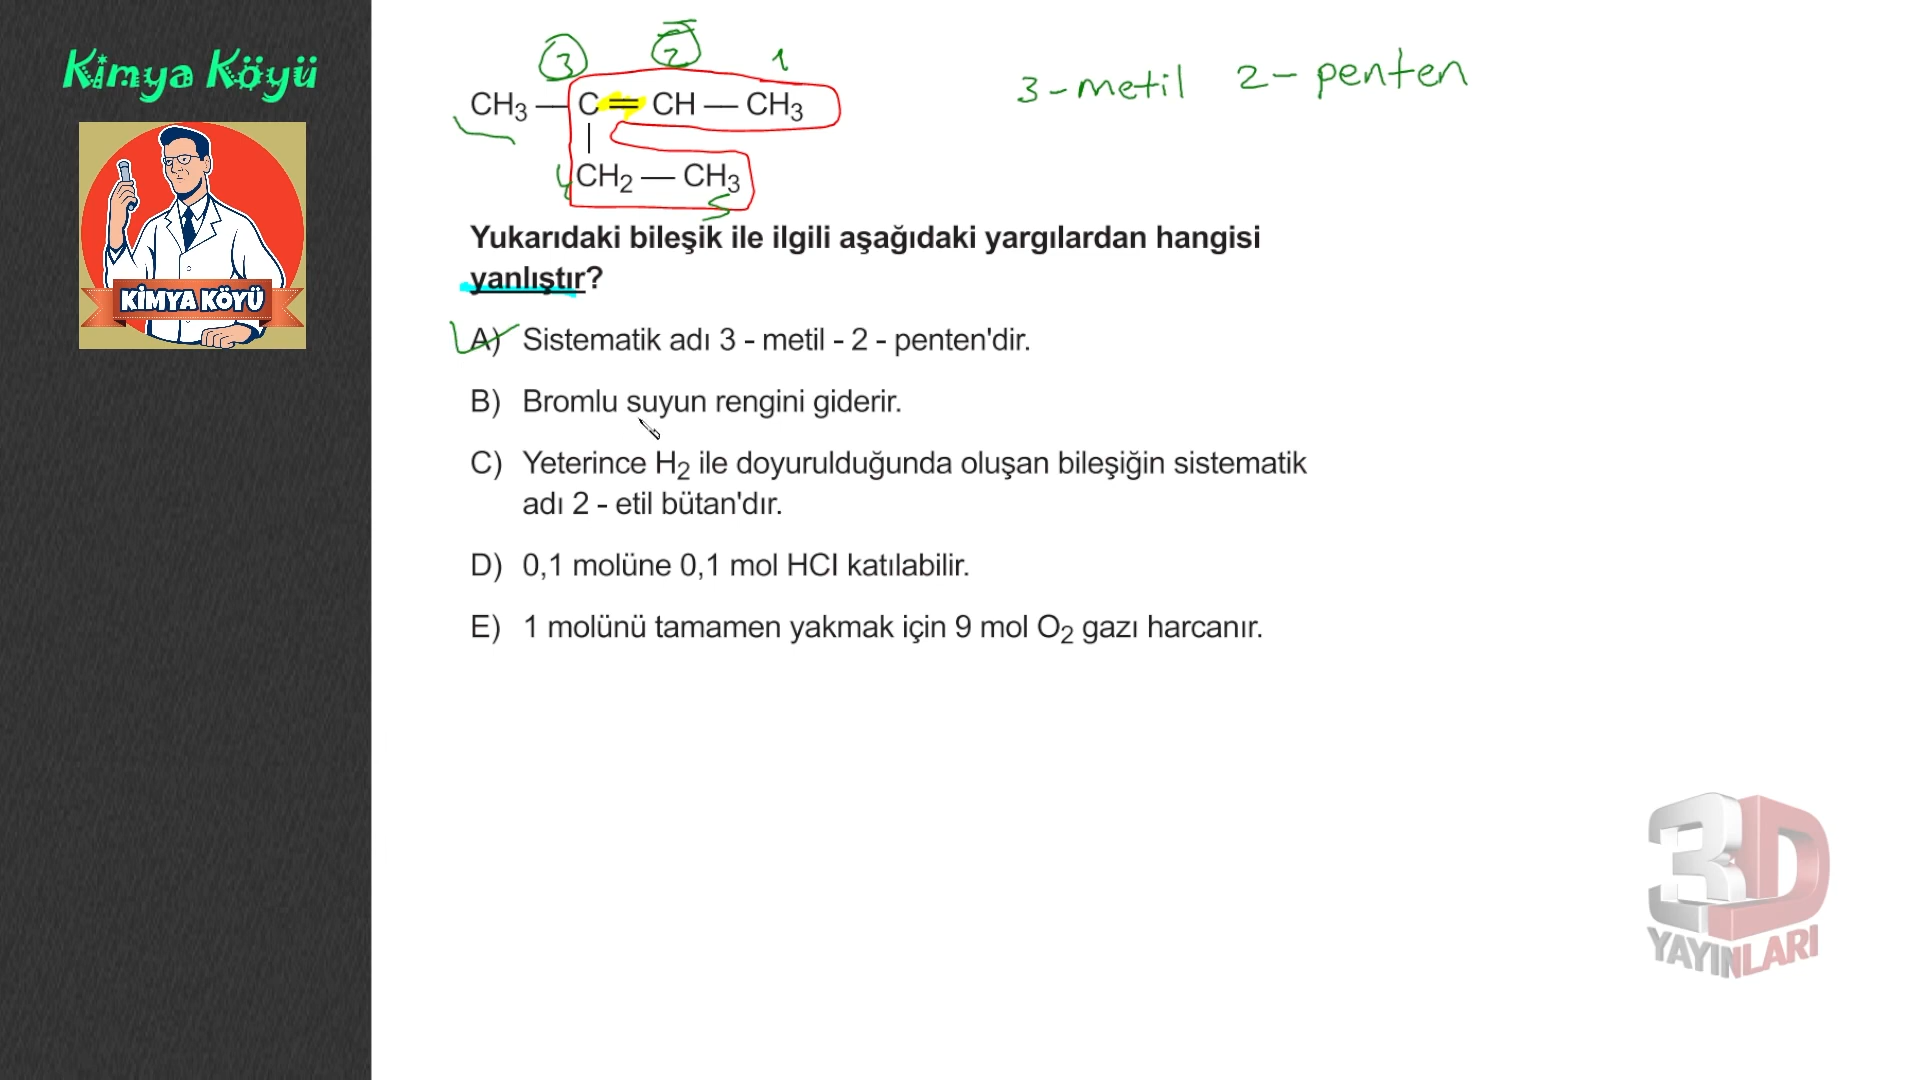 Kimya Köyü
KİMYA KÖYÜ
3 2 1
3-metil 2-penten
CH3 — C = CH — CH3
|
4 CH2 — CH3
5
Yukarıdaki bileşik ile ilgili aşağıdaki yargılardan hangisi
yanlıştır?
A) Sistematik adı 3 - metil - 2 - penten'dir.
B) Bromlu suyun rengini giderir.
C) Yeterince H2 ile doyurulduğunda oluşan bileşiğin sistematik
adı 2 - etil bütan'dır.
D) 0,1 molüne 0,1 mol HCl katılabilir.
E) 1 molünü tamamen yakmak için 9 mol O2 gazı harcanır.
3D
YAYINLARI